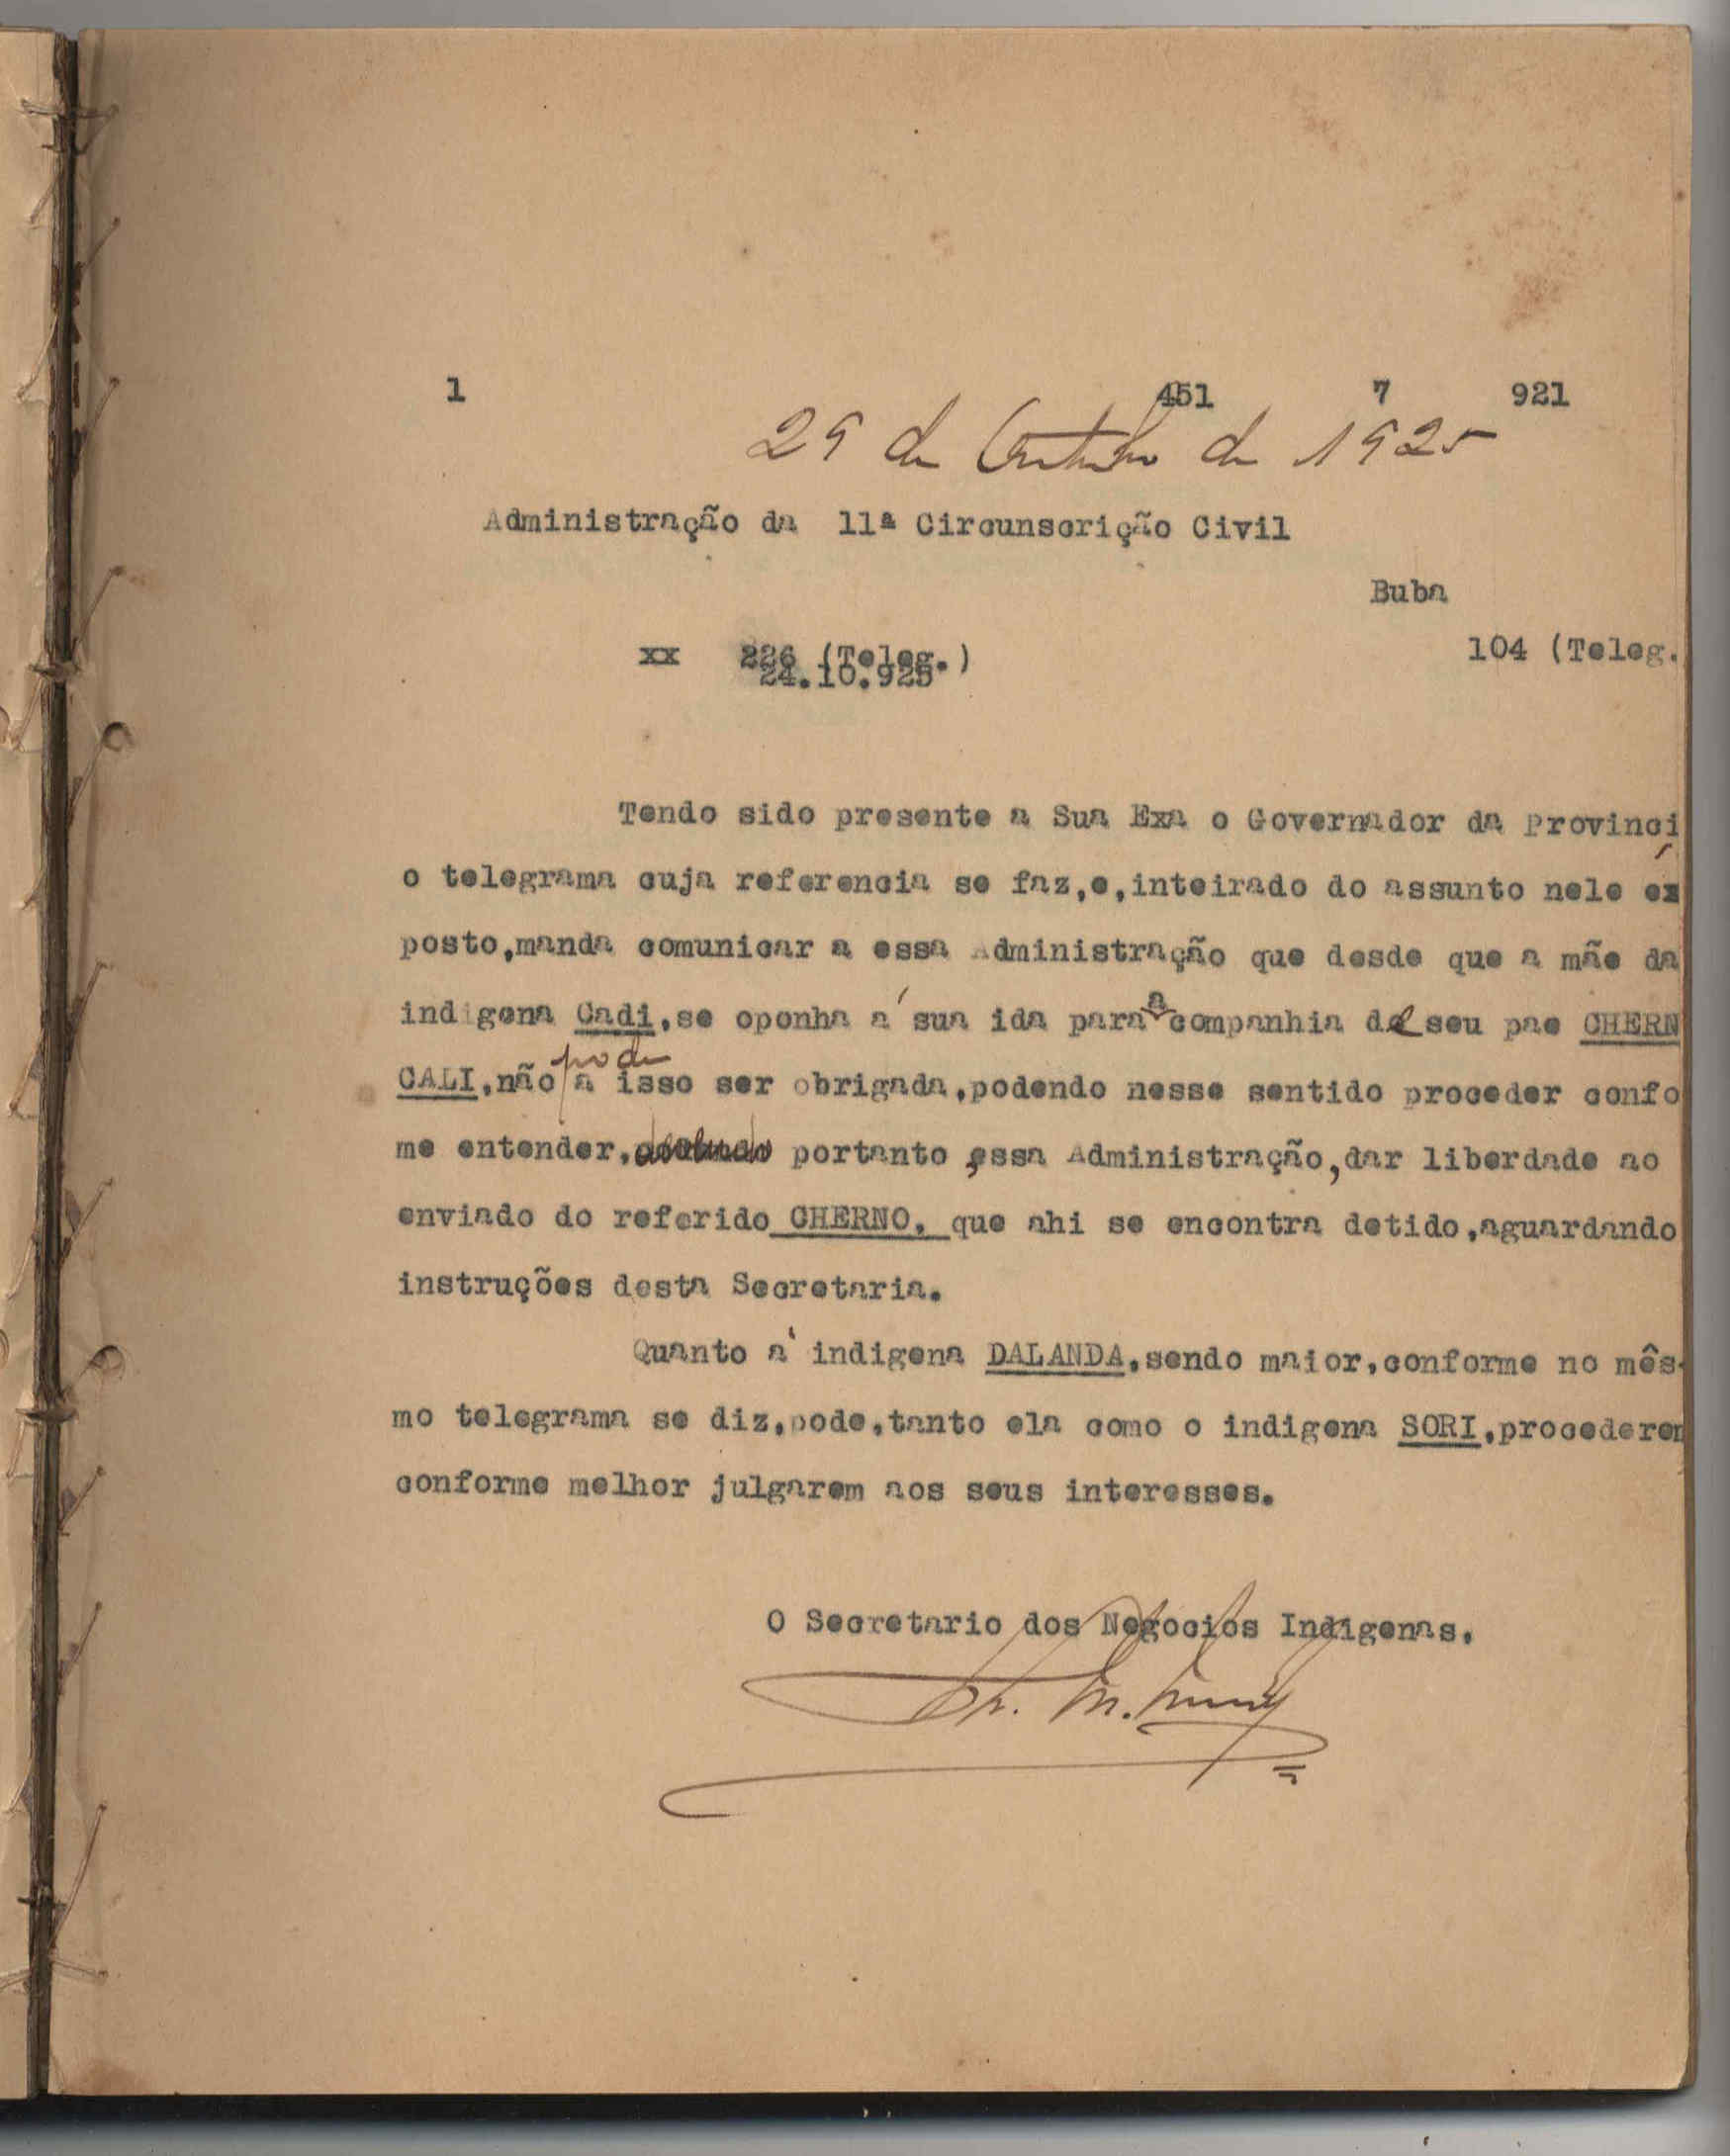 1 451 7 921
29 de Outubro de 1925
Administração da 11ª Circunscrição Civil
Buba
xx 226 (Teleg.) 104 (Teleg.
24.10.925
Tendo sido presente a Sua Exa o Governador da Provinci
o telegrama cuja referencia se faz,e,inteirado do assunto nele éx
posto,manda comunicar a essa Administração que desde que a mãe da
indigena Cadi,se oponha á sua ida para a companhia de seu pae CHERN
CALI,não pode a isso ser obrigada,podendo nesse sentido proceder confo
me entender, portanto,essa Administração,dar liberdade ao
enviado do referido CHERNO, que ahi se encontra detido,aguardando
instruções desta Secretaria.
Quanto á indigena DALANDA,sendo maior,conforme no mês-
mo telegrama se diz,pode,tanto ela como o indigena SORI,procederem
conforme melhor julgarem aos seus interesses.
O Secretario dos Negocios Indigenas.